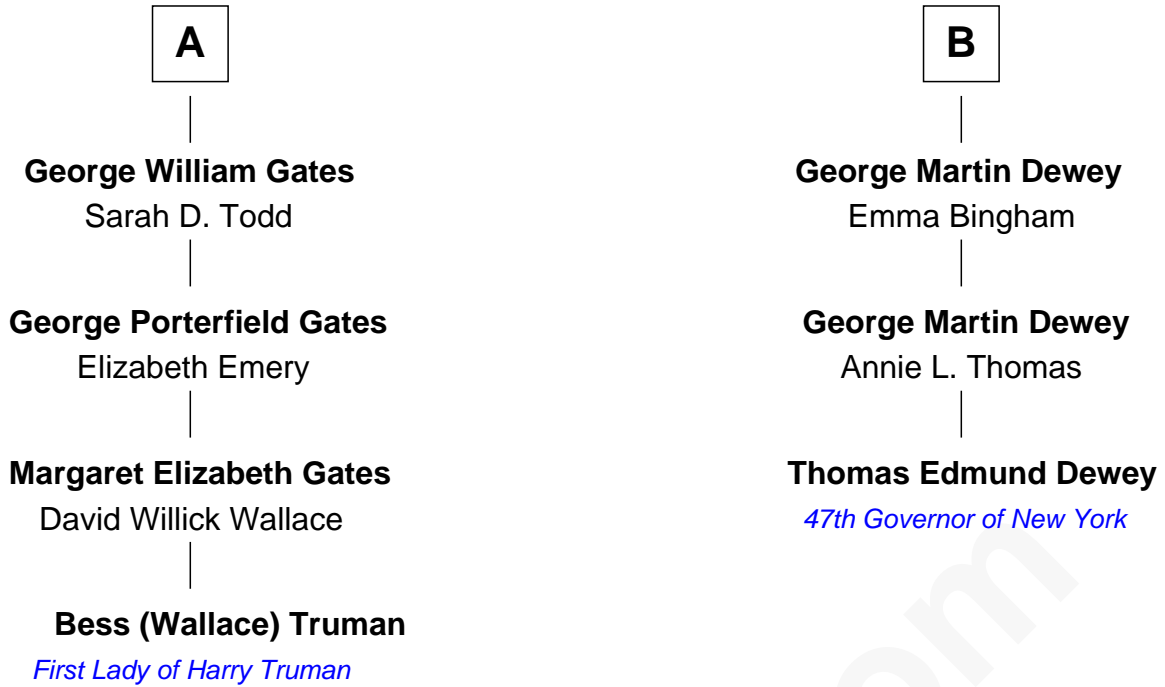 A
George William Gates
Sarah D. Todd
George Porterfield Gates
Elizabeth Emery
Margaret Elizabeth Gates
David Willick Wallace
Bess (Wallace) Truman
First Lady of Harry Truman
B
George Martin Dewey
Emma Bingham
George Martin Dewey
Annie L. Thomas
Thomas Edmund Dewey
47th Governor of New York
om